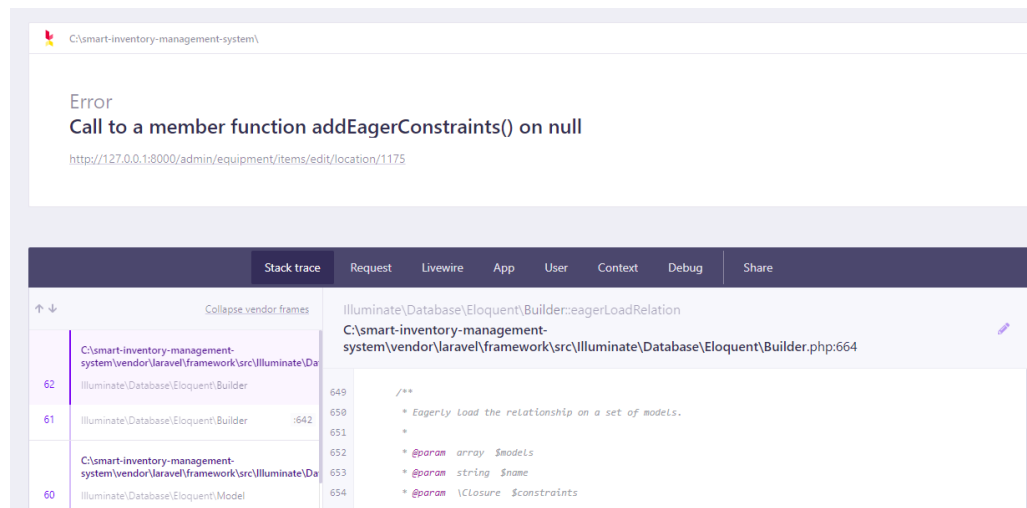 C:\smart-inventory-management-system\
Error
Call to a member function addEagerConstraints() on null
http://127.0.0.1:8000/admin/equipment/items/edit/location/1175
Stack trace
Request
Livewire
App
User
Context
Debug
Share
Collapse vendor frames
C:\smart-inventory-management-
system\vendor\laravel\framework\src\Illuminate\Da
62 Illuminate\Database\Eloquent\Builder
61 Illuminate\Database\Eloquent\Builder :642
C:\smart-inventory-management-
system\vendor\laravel\framework\src\Illuminate\Da
60 Illuminate\Database\Eloquent\Model
Illuminate\Database\Eloquent\Builder::eagerLoadRelation
C:\smart-inventory-management-
system\vendor\laravel\framework\src\Illuminate\Database\Eloquent\Builder.php:664
649 /**
650 * Eagerly load the relationship on a set of models.
651 *
652 * @param array $models
653 * @param string $name
654 * @param \Closure $constraints